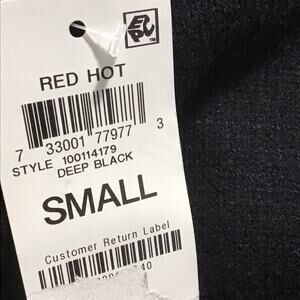 RED HOT
7 33001 77977 3
STYLE 100114179
DEEP BLACK
SMALL
Customer Return Label